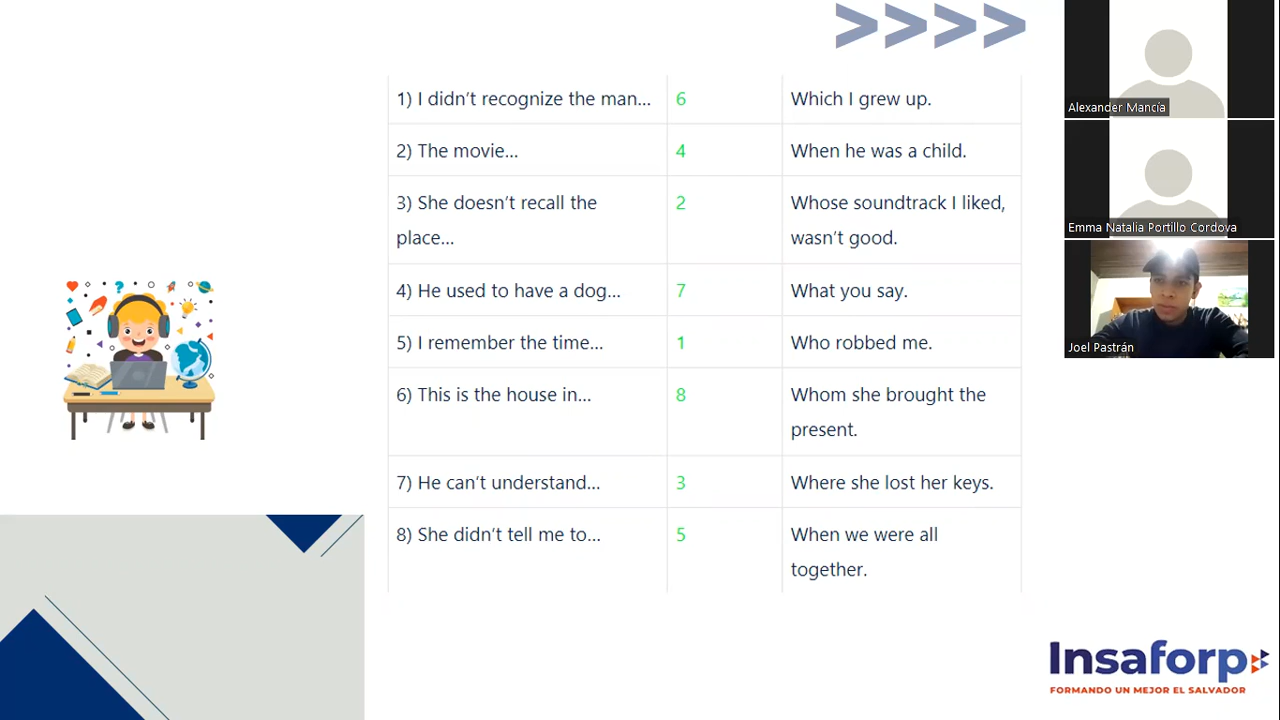 1) I didn't recognize the man...
6
Which I grew up.
2) The movie...
4
When he was a child.
3) She doesn't recall the
place...
2
Whose soundtrack I liked,
wasn't good.
4) He used to have a dog...
7
What you say.
5) I remember the time...
1
Who robbed me.
6) This is the house in...
8
Whom she brought the
present.
7) He can't understand...
3
Where she lost her keys.
8) She didn't tell me to...
5
When we were all
together.
Alexander Mancía
Emma Natalia Portillo Cordova
Joel Pastrán
Insaforp
FORMANDO UN MEJOR EL SALVADOR